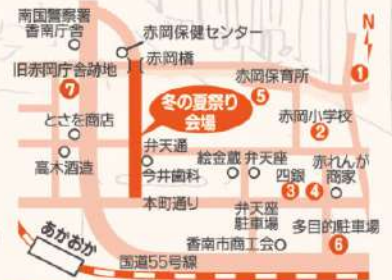 南国警察署
香南庁舎
赤岡保健センター
赤岡橋
N
旧赤岡庁舎跡地
7
赤岡保育所
5
1
冬の夏祭り
会場
とさを商店
赤岡小学校
2
弁天通
高木酒造
今井歯科
絵金蔵
弁天座
四銀
3
赤れんが
商家
4
本町通り
弁天座
駐車場
多目的駐車場
6
あかおか
香南市商工会
国道55号線